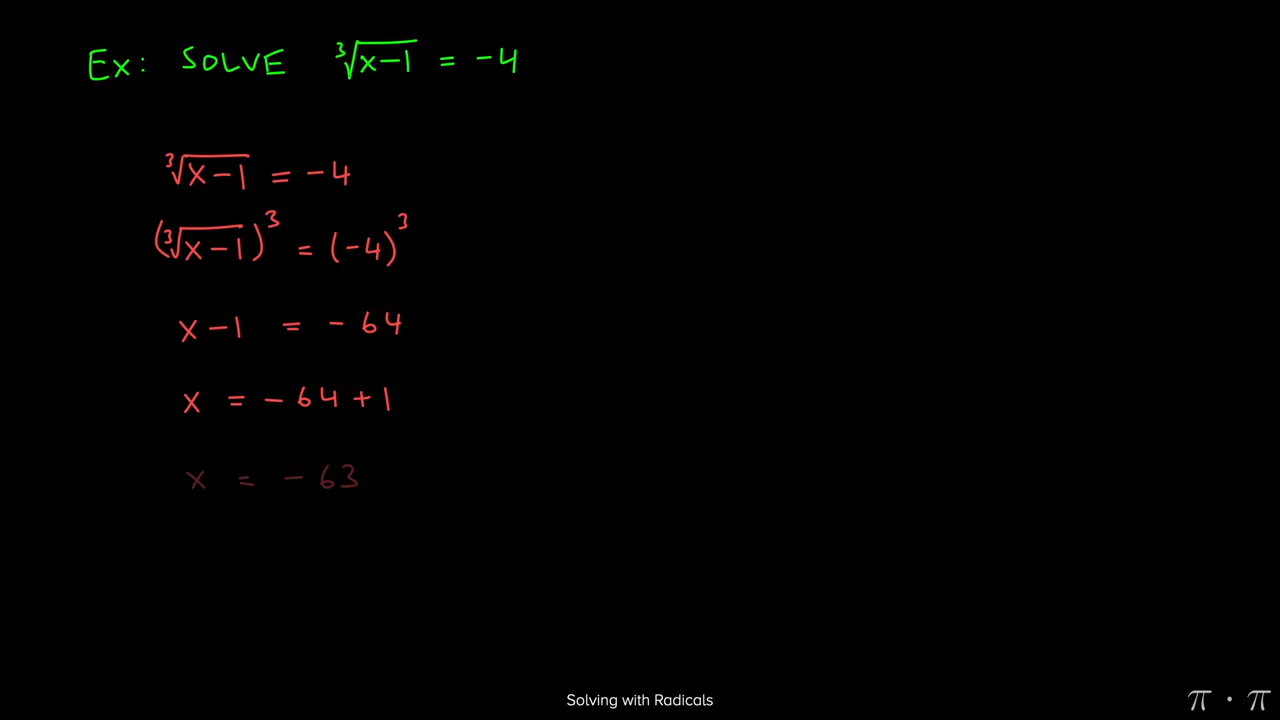 Ex: SOLVE ∛(x-1) = -4
∛(x-1) = -4
(∛(x-1))³ = (-4)³
x-1 = -64
x = -64+1
x = -63
Solving with Radicals
π · π